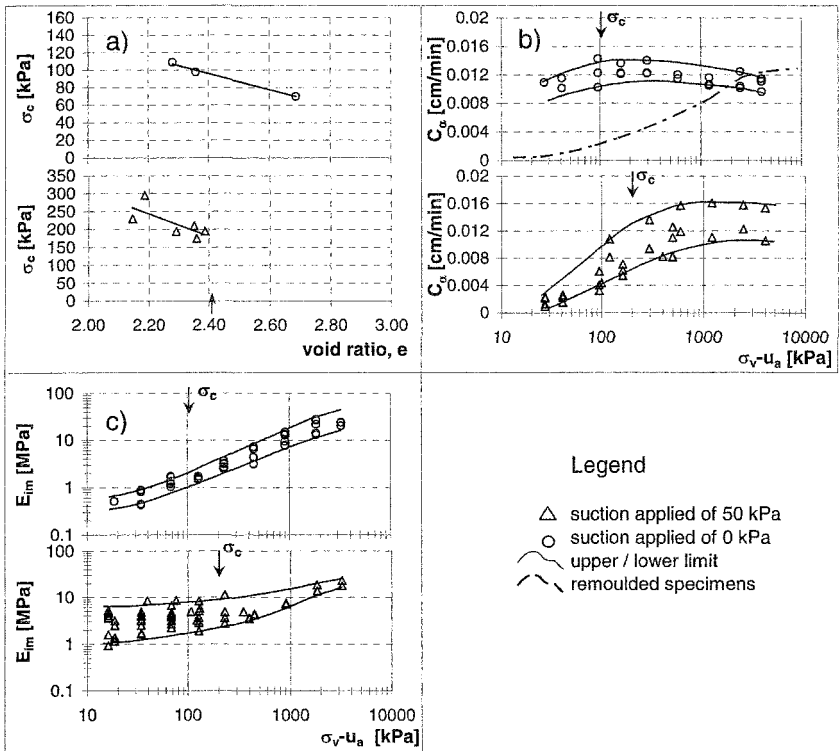 a)
σc [kPa]
160
140
120
100
80
60
40
20
0
σc [kPa]
350
300
250
200
150
100
50
0
2.00 2.20 2.40 2.60 2.80 3.00
void ratio, e
b)
σc
Cα [cm/min]
0.02
0.016
0.012
0.008
0.004
0
σc
Cα [cm/min]
0.016
0.012
0.008
0.004
0
10 100 1000 10000
σv-ua [kPa]
c)
σc
Eim [MPa]
100
10
1
0.1
σc
Eim [MPa]
100
10
1
0.1
10 100 1000 10000
σv-ua [kPa]
Legend
suction applied of 50 kPa
suction applied of 0 kPa
upper / lower limit
remoulded specimens